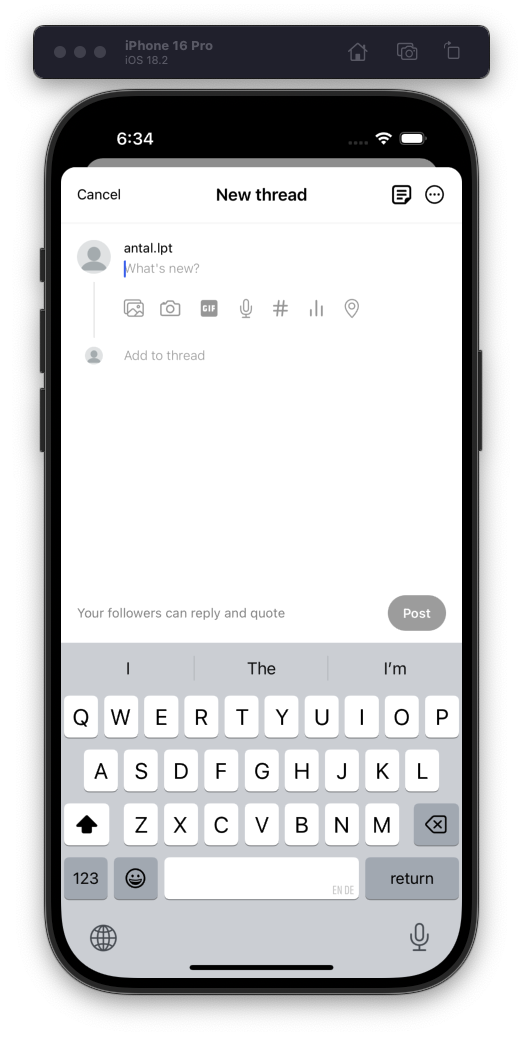 iPhone 16 Pro
iOS 18.2
6:34
Cancel New thread
antal.lpt
What's new?
GIF
Add to thread
Your followers can reply and quote Post
I The I'm
Q W E R T Y U I O P
A S D F G H J K L
Z X C V B N M
123 EN DE return